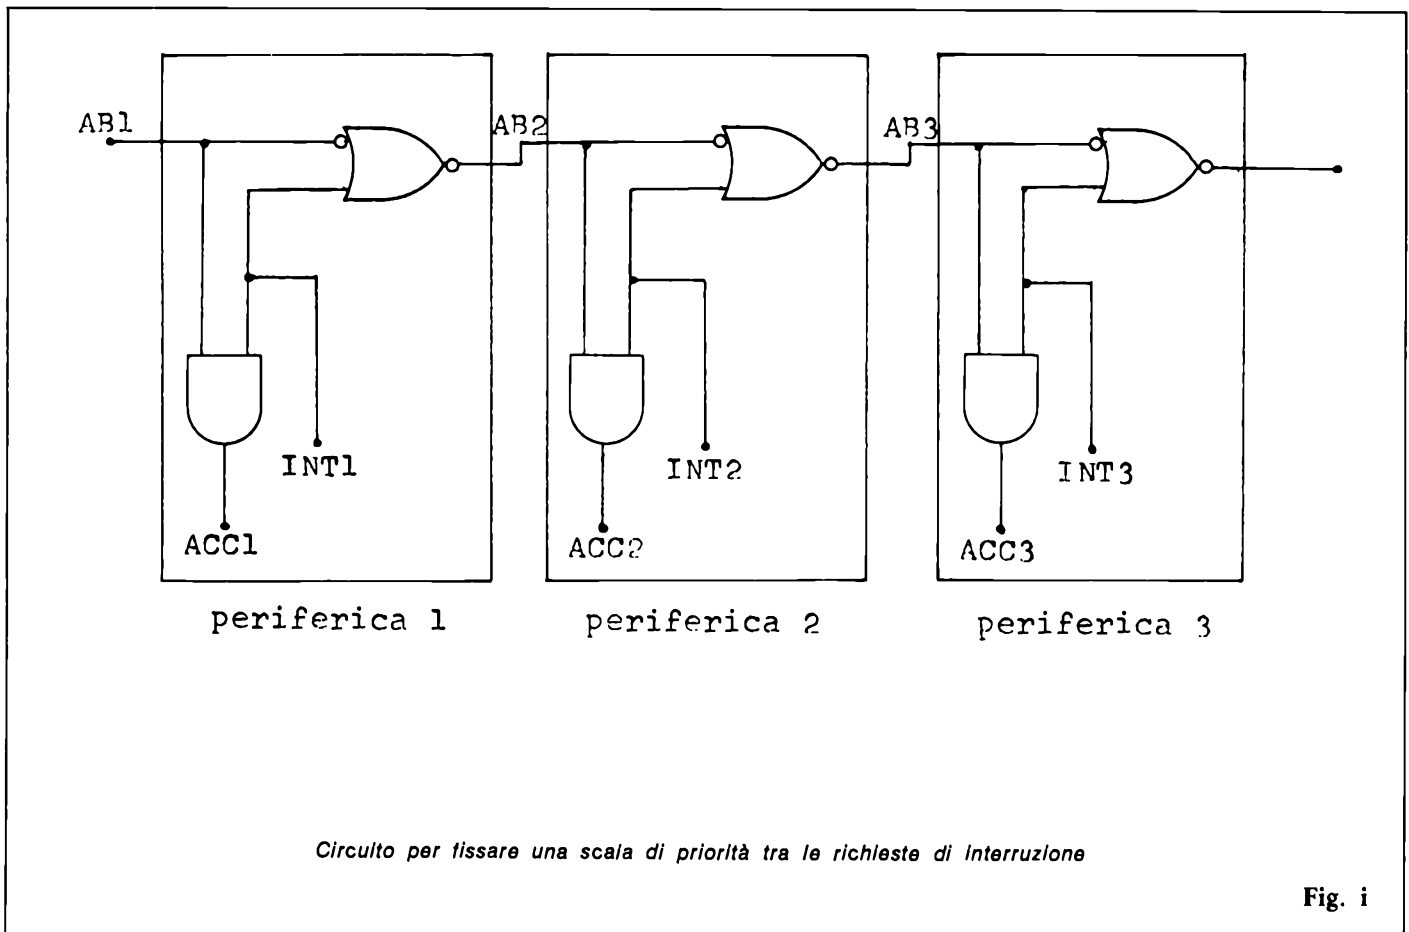 AB1
AB2
AB3
INT1
INT2
INT3
ACC1
ACC2
ACC3
periferica 1
periferica 2
periferica 3
Circuito per fissare una scala di priorità tra le richieste di interruzione
Fig. i